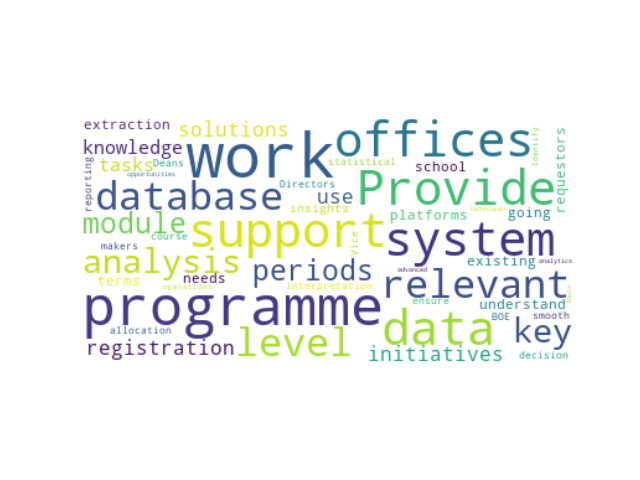 extraction
solutions
work
offices
Identify
requestors
knowledge
tasks
Deans
opportunities
statistical
school
reporting
database
Directors
use
insights
Provide
platforms
techniques
going
module
course
support
Vice
system
makers
analysis
terms
needs
operations
periods
interpretation
advanced
existing
analytics
relevant
understand
tools
programme
ensure
BOE
smooth
allocation
data
key
registration
level
initiatives
decision